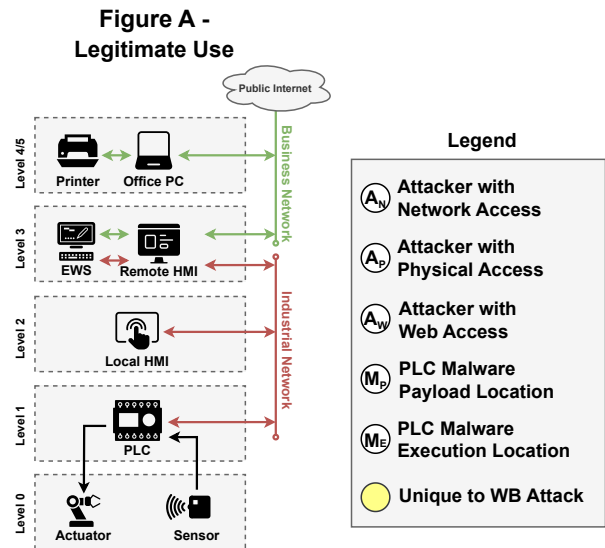 Figure A -
Legitimate Use
Public Internet
Level 4/5
Printer
Office PC
Business Network
Level 3
EWS
Remote HMI
Level 2
Local HMI
Industrial Network
Level 1
PLC
Level 0
Actuator
Sensor
Legend
AN Attacker with
Network Access
AP Attacker with
Physical Access
AW Attacker with
Web Access
MP PLC Malware
Payload Location
ME PLC Malware
Execution Location
Unique to WB Attack